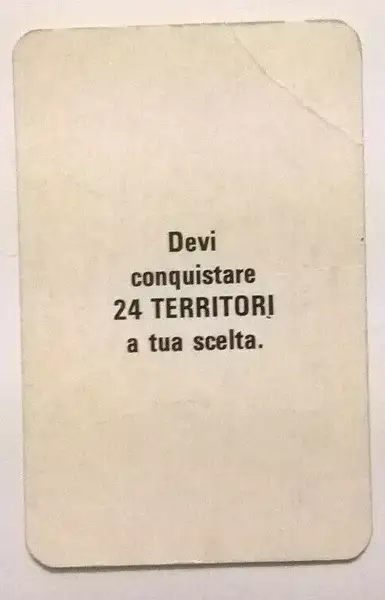 Devi
conquistare
24 TERRITORI
a tua scelta.